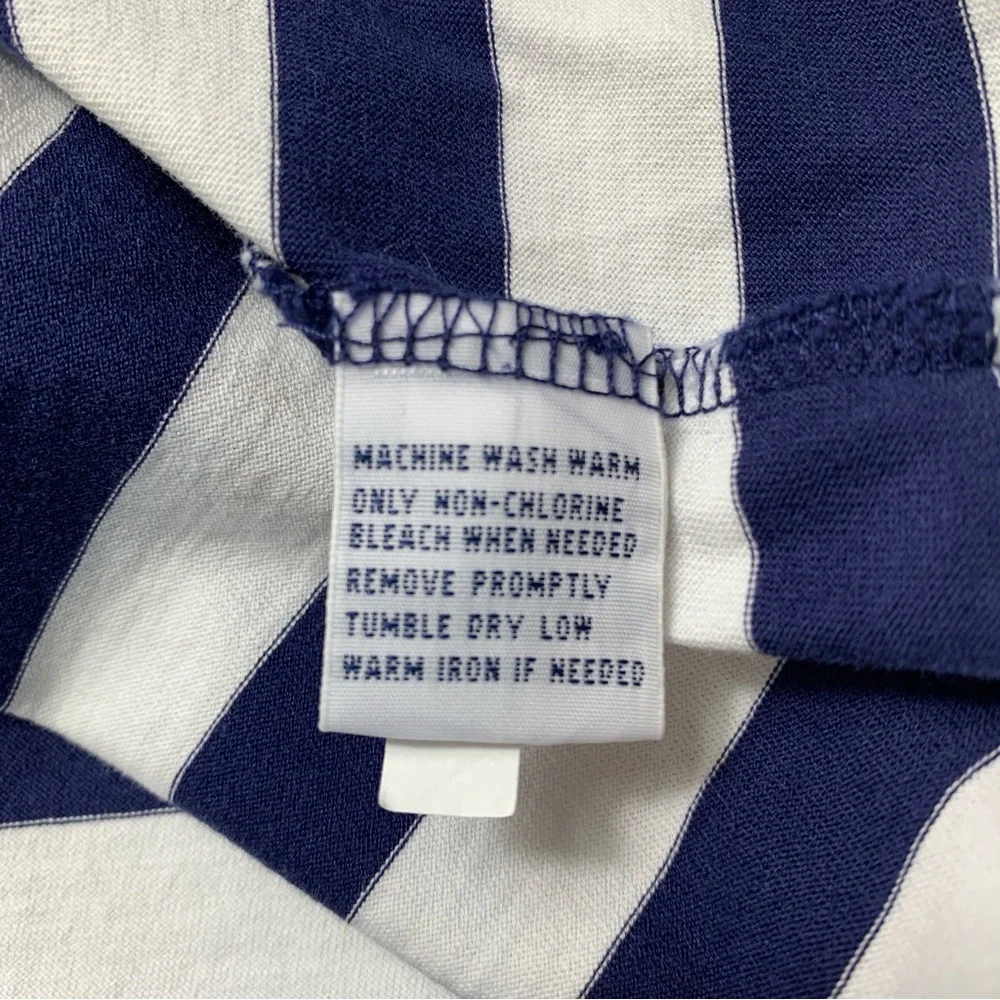 MACHINE WASH WARM
ONLY NON-CHLORINE
BLEACH WHEN NEEDED
REMOVE PROMPTLY
TUMBLE DRY LOW
WARM IRON IF NEEDED